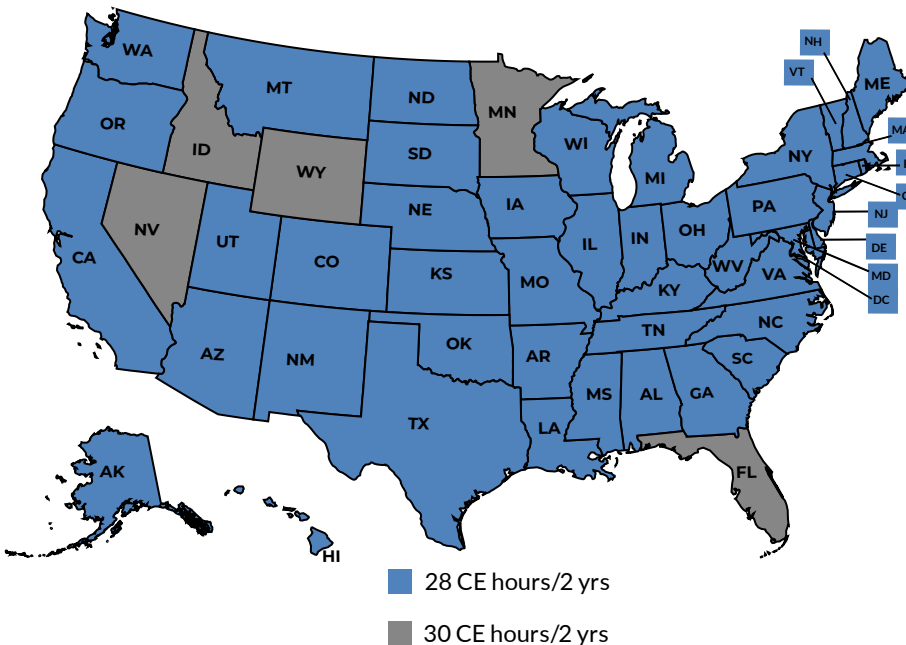 NH
WA
VT
ME
MT
ND
MN
OR
MA
ID
WI
SD
NY
WY
MI
NE
IA
PA
NJ
NV
UT
IL
IN
OH
CA
CO
DE
WV
VA
KS
MO
MD
KY
DC
NC
TN
AZ
NM
OK
AR
SC
MS
AL
GA
TX
LA
AK
FL
HI
28 CE hours/2 yrs
30 CE hours/2 yrs